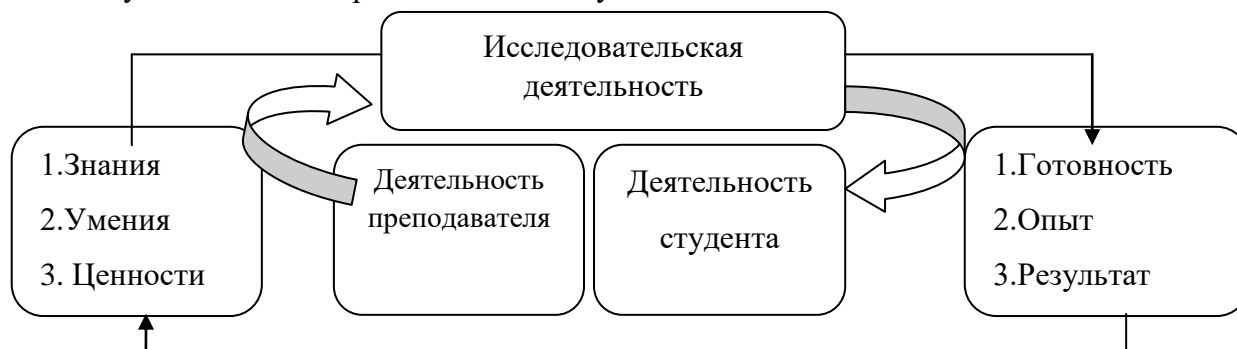 Исследовательская
деятельность
1.Знания
2.Умения
3. Ценности
Деятельность
преподавателя
Деятельность
студента
1.Готовность
2.Опыт
3.Результат